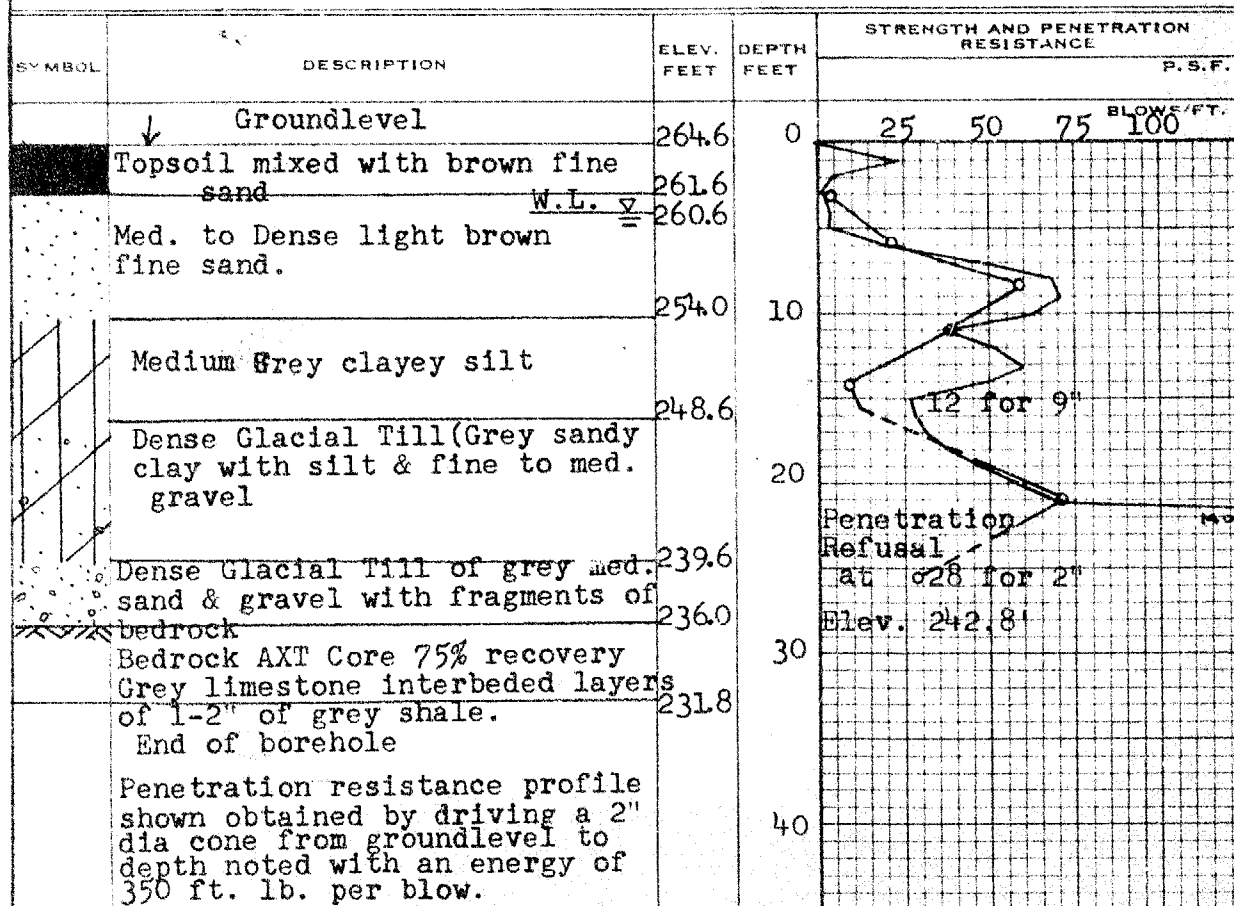 SYMBOL
DESCRIPTION
ELEV.
FEET
DEPTH
FEET
STRENGTH AND PENETRATION
RESISTANCE
P.S.F.
BLOWS/FT.
Groundlevel
264.6
0
25
50
75
100
Topsoil mixed with brown fine
sand
261.6
W.L.
260.6
Med. to Dense light brown
fine sand.
254.0
10
Medium Grey clayey silt
248.6
12 for 9"
Dense Glacial Till(Grey sandy
clay with silt & fine to med.
gravel
20
Penetration
Refusal
at 28 for 2"
Elev. 242.8'
140
239.6
Dense Glacial Till of grey med.
sand & gravel with fragments of
bedrock
236.0
Bedrock AXT Core 75% recovery
30
Grey limestone interbeded layers
of 1-2" of grey shale.
231.8
End of borehole
Penetration resistance profile
shown obtained by driving a 2"
dia cone from groundlevel to
depth noted with an energy of
350 ft. lb. per blow.
40